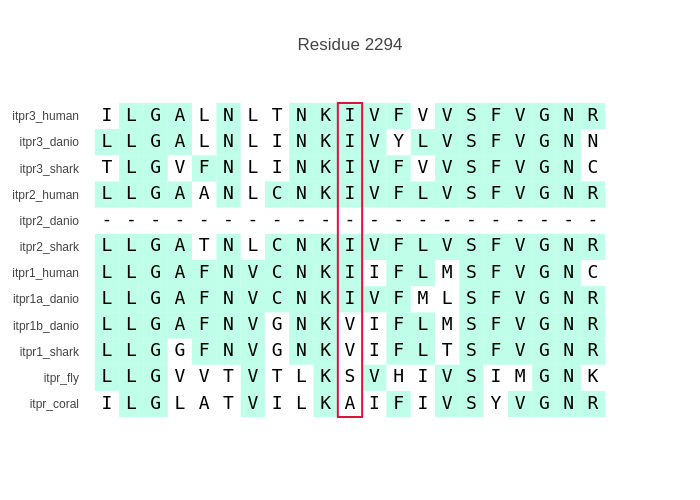 Residue 2294
itpr3_human I L G A L N L T N K I V F V V S F V G N R
itpr3_danio L L G A L N L I N K I V Y L V S F V G N N
itpr3_shark T L G V F N L I N K I V F V V S F V G N C
itpr2_human L L G A A N L C N K I V F L V S F V G N R
itpr2_danio - - - - - - - - - - - - - - - - - - - - -
itpr2_shark L L G A T N L C N K I V F L V S F V G N R
itpr1_human L L G A F N V C N K I I F L M S F V G N C
itpr1a_danio L L G A F N V C N K I V F M L S F V G N R
itpr1b_danio L L G A F N V G N K V I F L M S F V G N R
itpr1_shark L L G G F N V G N K V I F L T S F V G N R
itpr_fly L L G V V T V T L K S V H I V S I M G N K
itpr_coral I L G L A T V I L K A I F I V S Y V G N R